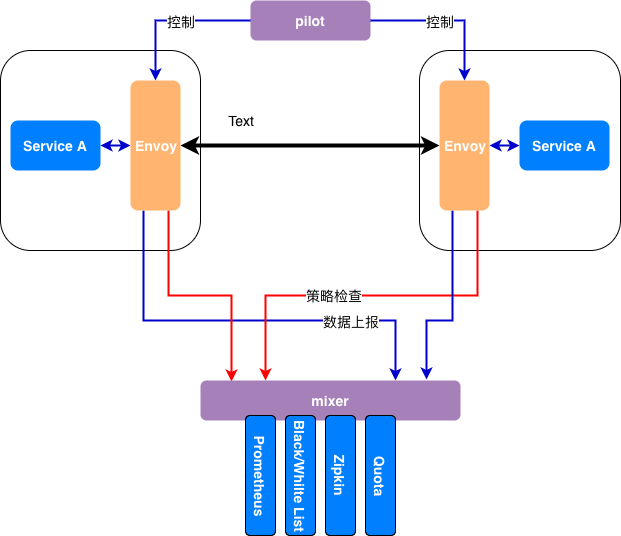 pilot
控制
控制
Service A
Envoy
Text
Envoy
Service A
策略检查
数据上报
mixer
Prometheus
Black/Whilte List
Zipkin
Quota